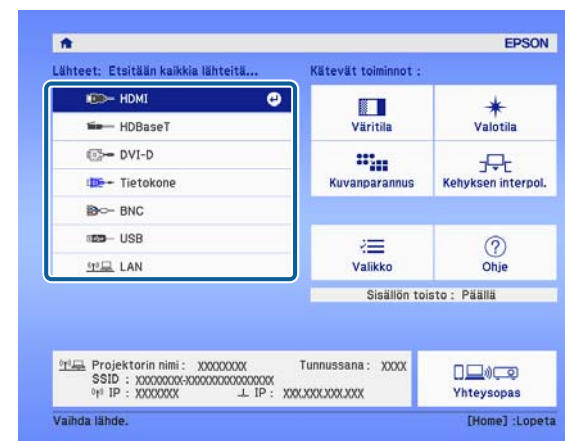 EPSON
Lähteet: Etsitään kaikkia lähteitä...
Kätevät toiminnot :
HDMI
HDBaseT
DVI-D
Tietokone
BNC
USB
LAN
Väritila
Valotila
Kuvanparannus
Kehyksen interpol.
Valikko
Ohje
Sisällön toisto : Päällä
Projektorin nimi : XXXXXXXX Tunnussana : XXXX
SSID : XXXXXXXX-XXXXXXXXXXXXXXX
IP : XXXXXXX IP : XXX.XXX.XXX.XXX
Yhteysopas
Vaihda lähde.
[Home] :Lopeta